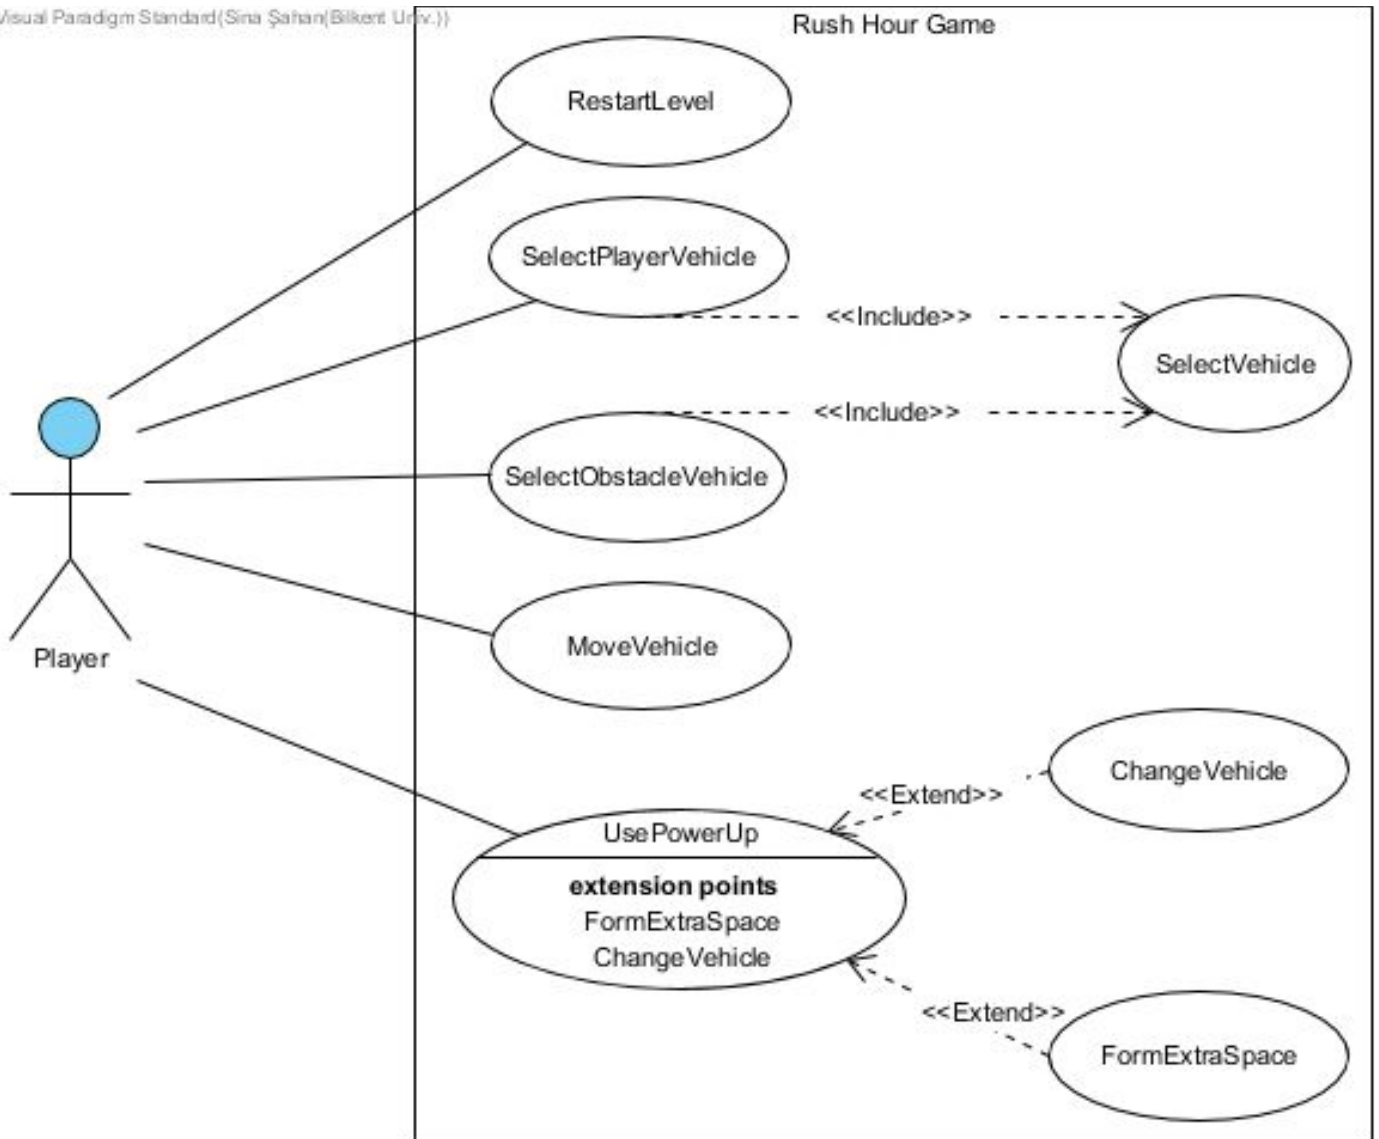 Visual Paradigm Standard(Sina Şahan(Bilkent Univ.))
Rush Hour Game
RestartLevel
SelectPlayerVehicle
<<Include>>
SelectVehicle
<<Include>>
SelectObstacleVehicle
MoveVehicle
Player
ChangeVehicle
<<Extend>>
UsePowerUp
extension points
FormExtraSpace
ChangeVehicle
<<Extend>>
FormExtraSpace